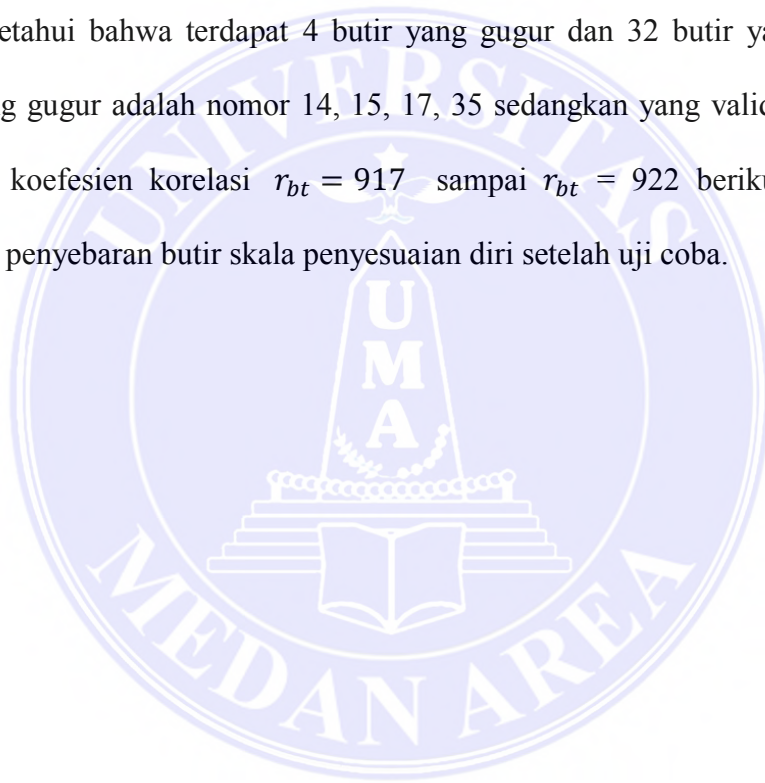 etahui bahwa terdapat 4 butir yang gugur dan 32 butir ya
g gugur adalah nomor 14, 15, 17, 35 sedangkan yang valid
koefesien korelasi r_bt = 917 sampai r_bt = 922 beriku
penyebaran butir skala penyesuaian diri setelah uji coba.
UNIVERSITAS
U
M
A
MEDAN AREA